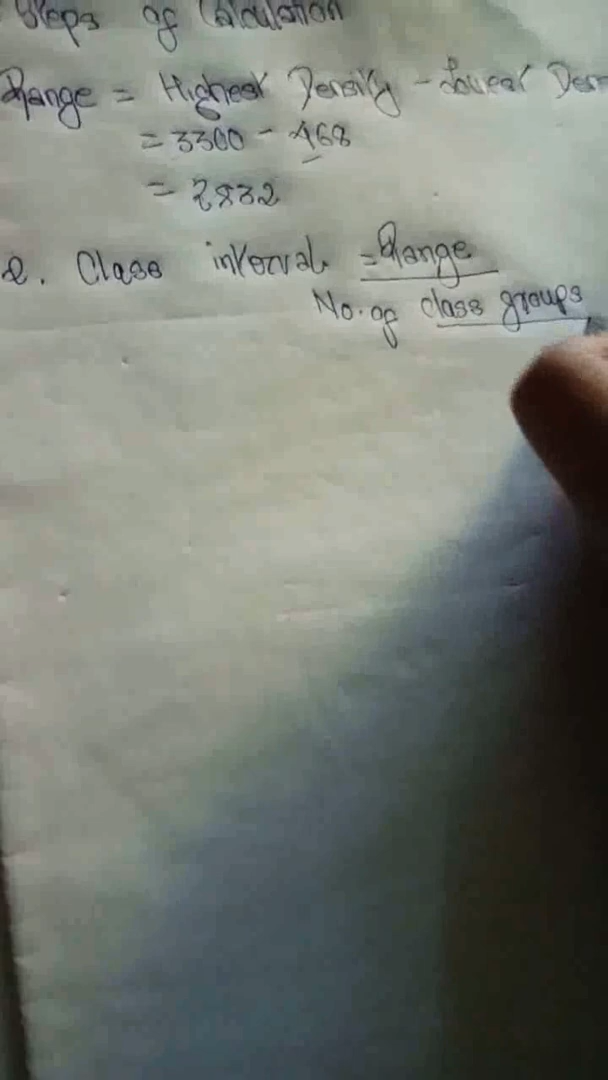 Steps of Calculation
Range = Highest Density - Lowest Den
= 3300 - 468
= 2832
2. Class interval = Range
No. of class groups